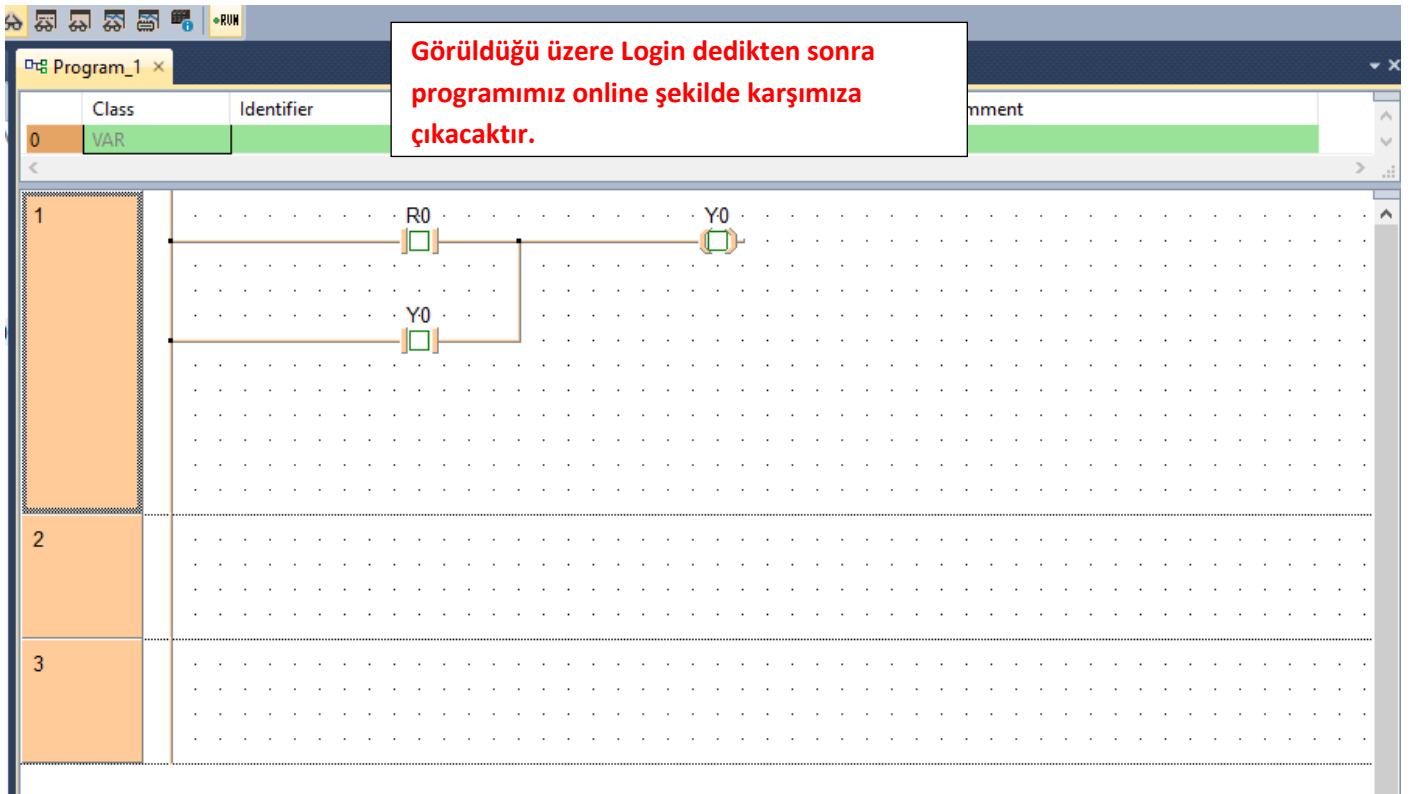 RUN
Görüldüğü üzere Login dedikten sonra
programımız online şekilde karşımıza
çıkacaktır.
Program_1
Class Identifier mment
0 VAR
1
R0 Y0
Y0
2
3